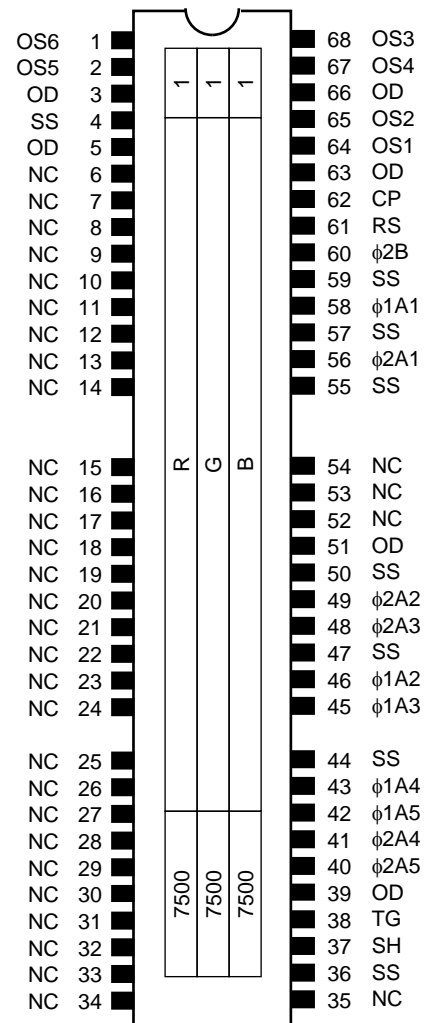 OS6 1 68 OS3
OS5 2 67 OS4
OD 3 1 1 1 66 OD
SS 4 65 OS2
OD 5 64 OS1
NC 6 63 OD
NC 7 62 CP
NC 8 61 RS
NC 9 60 ϕ2B
NC 10 59 SS
NC 11 58 ϕ1A1
NC 12 57 SS
NC 13 56 ϕ2A1
NC 14 55 SS
NC 15 R G B 54 NC
NC 16 53 NC
NC 17 52 NC
NC 18 51 OD
NC 19 50 SS
NC 20 49 ϕ2A2
NC 21 48 ϕ2A3
NC 22 47 SS
NC 23 46 ϕ1A2
NC 24 45 ϕ1A3
NC 25 44 SS
NC 26 43 ϕ1A4
NC 27 42 ϕ1A5
NC 28 41 ϕ2A4
NC 29 40 ϕ2A5
NC 30 7500 7500 7500 39 OD
NC 31 38 TG
NC 32 37 SH
NC 33 36 SS
NC 34 35 NC